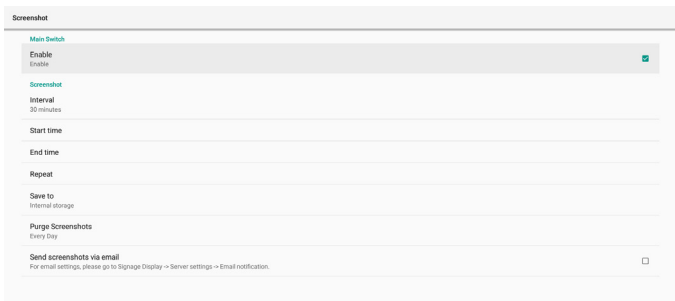 Screenshot
Main Switch
Enable
Enable
Screenshot
Interval
30 minutes
Start time
End time
Repeat
Save to
Internal storage
Purge Screenshots
Every Day
Send screenshots via email
For email settings, please go to Signage Display -> Server settings -> Email notification.